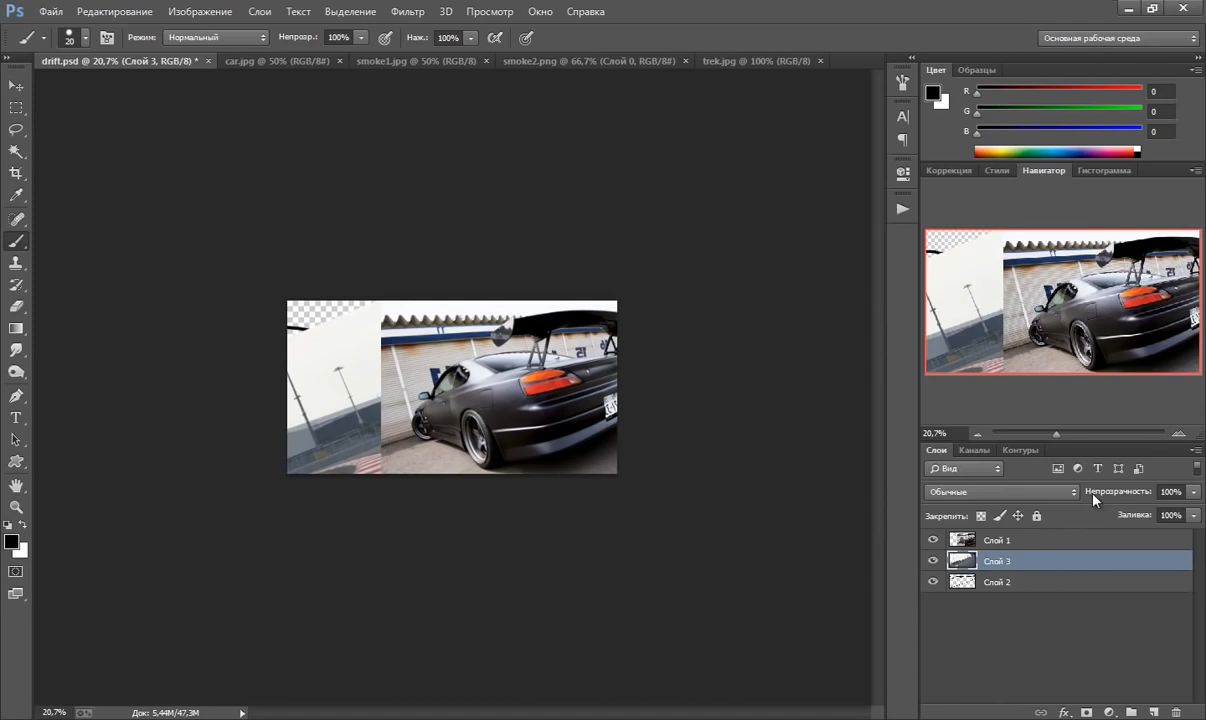 Ps Файл Редактирование Изображение Слои Текст Выделение Фильтр 3D Просмотр Окно Справка
20 Режим: Нормальный Непрозр.: 100% Наж.: 100% Основная рабочая среда
drift.psd @ 20,7% (Слой 3, RGB/8) * × car.jpg @ 50% (RGB/8#) × smoke1.jpg @ 50% (RGB/8#) × smoke2.png @ 66,7% (Слой 0, RGB/8#) × trek.jpg @ 100% (RGB/8) ×
Цвет Образцы
R 0
G 0
B 0
Коррекция Стили Навигатор Гистограмма
20,7%
Слои Каналы Контуры
Вид
Обычные Непрозрачность: 100%
Закрепить: Заливка: 100%
Слой 1
Слой 3
Слой 2
20,7% Док: 5,44M/47,3M